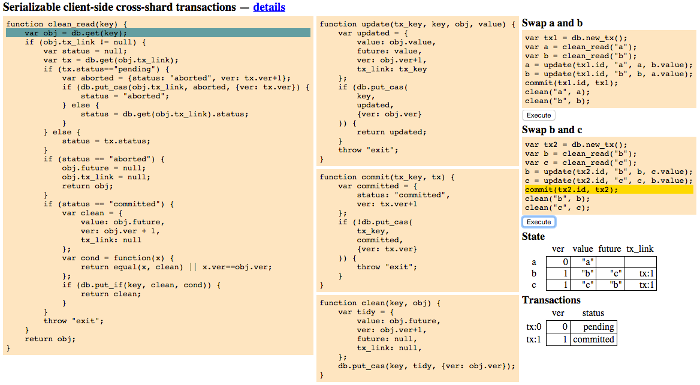 Serializable client-side cross-shard transactions — details
function clean_read(key) {
var obj = db.get(key);
if (obj.tx_link != null) {
var status = null;
var tx = db.get(obj.tx_link);
if (tx.status=="pending") {
var aborted = {status: "aborted", ver: tx.ver+1};
if (db.put_cas(obj.tx_link, aborted, {ver: tx.ver}) {
status = "aborted";
} else {
status = db.get(obj.tx_link).status;
}
} else {
status = tx.status;
}
if (status == "aborted") {
obj.future = null;
obj.tx_link = null;
return obj;
}
if (status == "committed") {
var clean = {
value: obj.future,
ver: obj.ver + 1,
tx_link: null
};
var cond = function(x) {
return equal(x, clean) || x.ver==obj.ver;
};
if (db.put_if(key, clean, cond)) {
return clean;
}
}
throw "exit";
}
return obj;
}
function update(tx_key, key, obj, value) {
var updated = {
value: obj.value,
future: value,
ver: obj.ver+1,
tx_link: tx_key
};
if (db.put_cas(
key,
updated,
{ver: obj.ver}
)) {
return updated;
}
throw "exit";
}
function commit(tx_key, tx) {
var committed = {
status: "committed",
ver: tx.ver+1
};
if (!db.put_cas(
tx_key,
committed,
{ver: tx.ver}
)) {
throw "exit";
}
}
function clean(key, obj) {
var tidy = {
value: obj.future,
ver: obj.ver+1,
future: null,
tx_link: null,
};
db.put_cas(key, tidy, {ver: obj.ver});
}
Swap a and b
var tx1 = db.new_tx();
var a = clean_read("a");
var b = clean_read("b");
a = update(tx1.id, "a", a, b.value);
b = update(tx1.id, "b", b, a.value);
commit(tx1.id, tx1);
clean("a", a);
clean("b", b);
Execute
Swap b and c
var tx2 = db.new_tx();
var b = clean_read("b");
var c = clean_read("c");
b = update(tx2.id, "b", b, c.value);
c = update(tx2.id, "c", c, b.value);
commit(tx2.id, tx2);
clean("b", b);
clean("c", c);
Execute
State
ver value future tx_link
a 0 "a"
b 1 "b" "c" tx:1
c 1 "c" "b" tx:1
Transactions
ver status
tx:0 0 pending
tx:1 1 committed